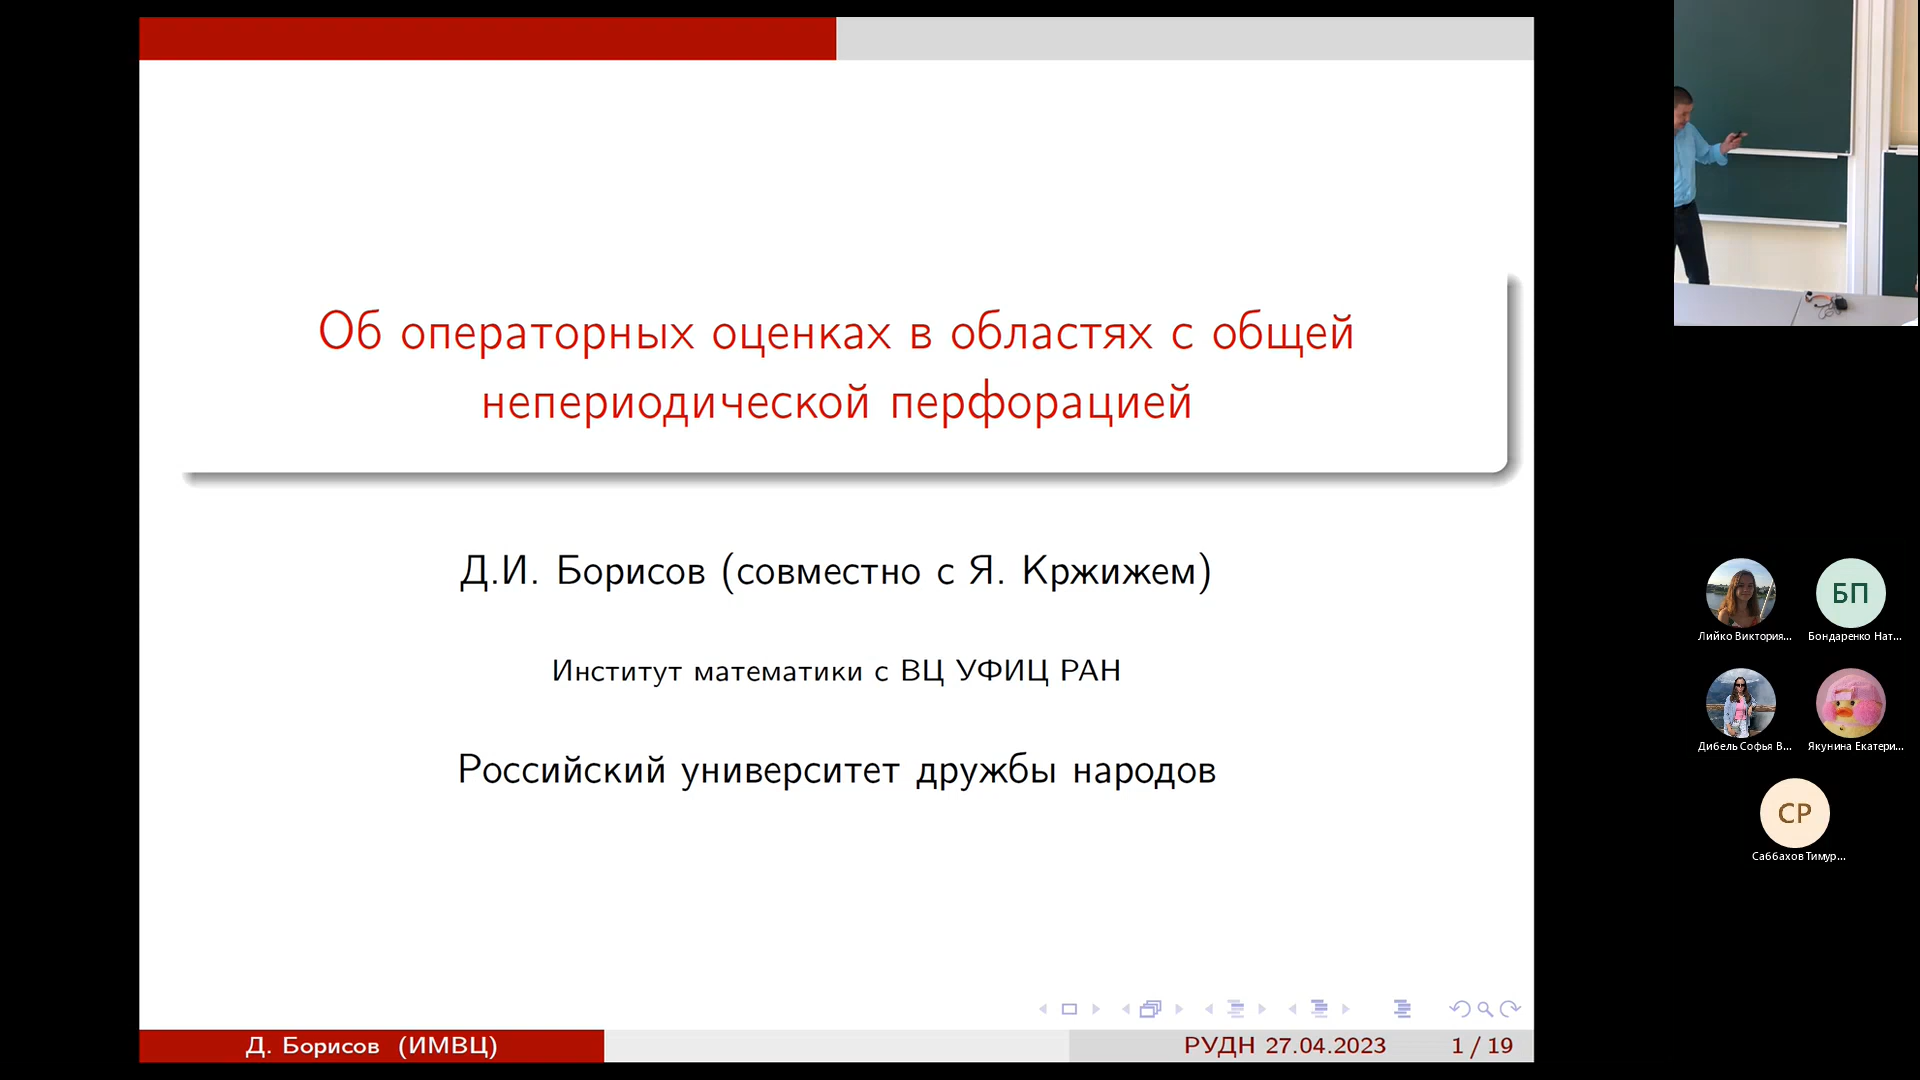 Об операторных оценках в областях с общей
непериодической перфорацией
Д.И. Борисов (совместно с Я. Кржижем)
Институт математики с ВЦ УФИЦ РАН
Российский университет дружбы народов
Д. Борисов (ИМВЦ)
РУДН 27.04.2023
1 / 19
БП
Лийко Виктория...
Бондаренко Нат...
Дибель Софья В...
Якунина Екатери...
СР
Саббахов Тимур...